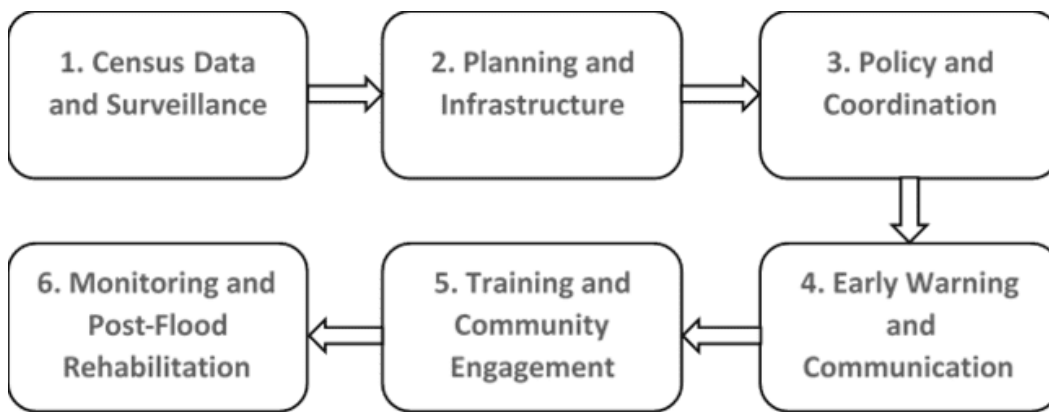 1. Census Data
and Surveillance
2. Planning and
Infrastructure
3. Policy and
Coordination
4. Early Warning
and
Communication
5. Training and
Community
Engagement
6. Monitoring and
Post-Flood
Rehabilitation